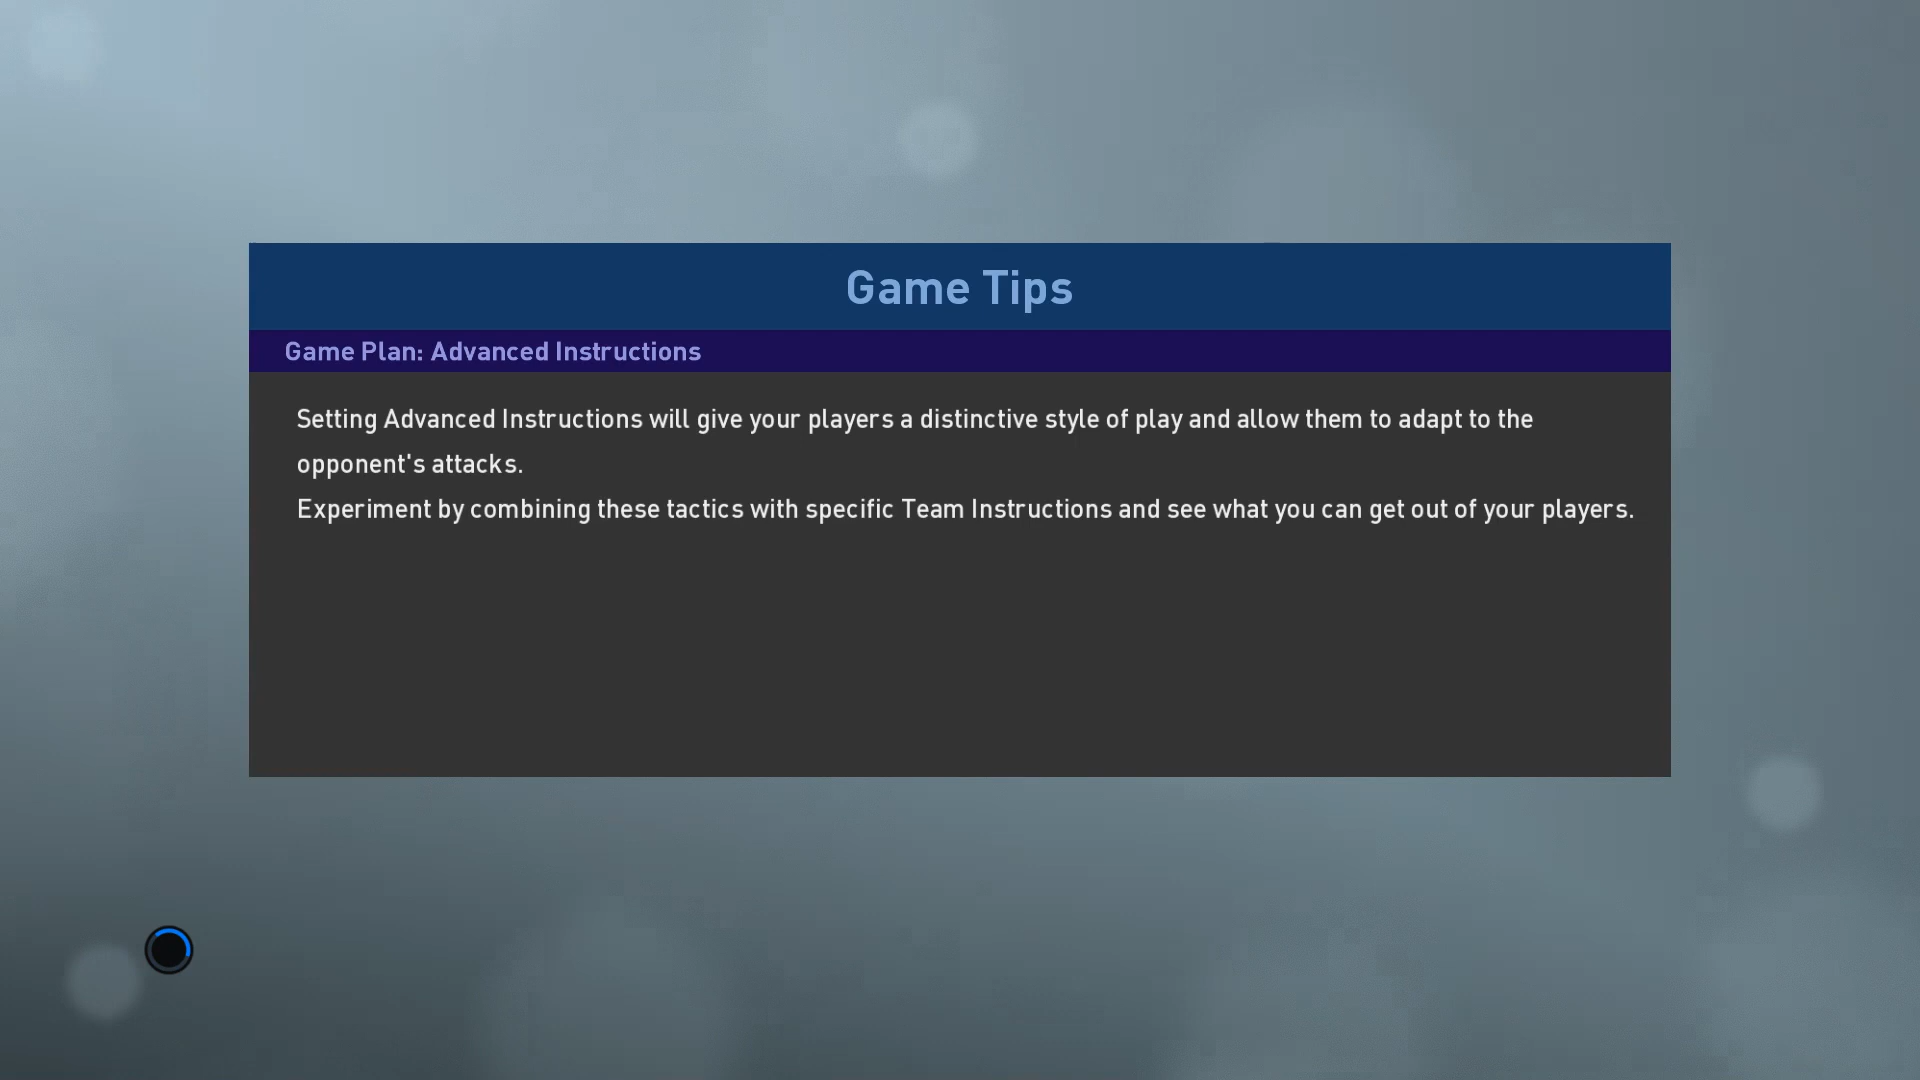 Game Tips
Game Plan: Advanced Instructions
Setting Advanced Instructions will give your players a distinctive style of play and allow them to adapt to the
opponent's attacks.
Experiment by combining these tactics with specific Team Instructions and see what you can get out of your players.